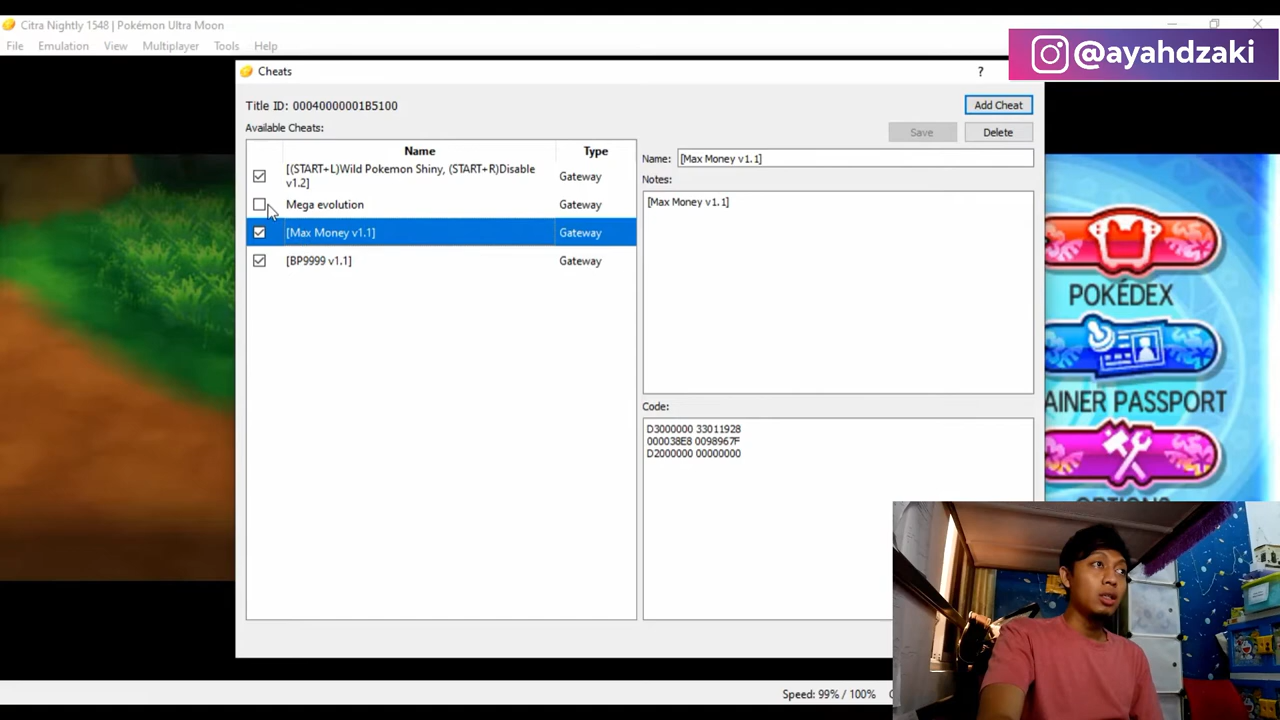 Citra Nightly 1548 | Pokémon Ultra Moon
File Emulation View Multiplayer Tools Help
@ayahdzaki
Cheats
?
Title ID: 00040000001B5100
Add Cheat
Available Cheats:
Save Delete
Name Type
[(START+L)Wild Pokemon Shiny, (START+R)Disable
v1.2]
Gateway
Mega evolution Gateway
[Max Money v1.1] Gateway
[BP9999 v1.1] Gateway
Name: [Max Money v1.1]
Notes:
[Max Money v1.1]
Code:
D3000000 33011928
000038E8 0098967F
D2000000 00000000
POKÉDEX
AINER PASSPORT
OPTIONS
Speed: 99% / 100%